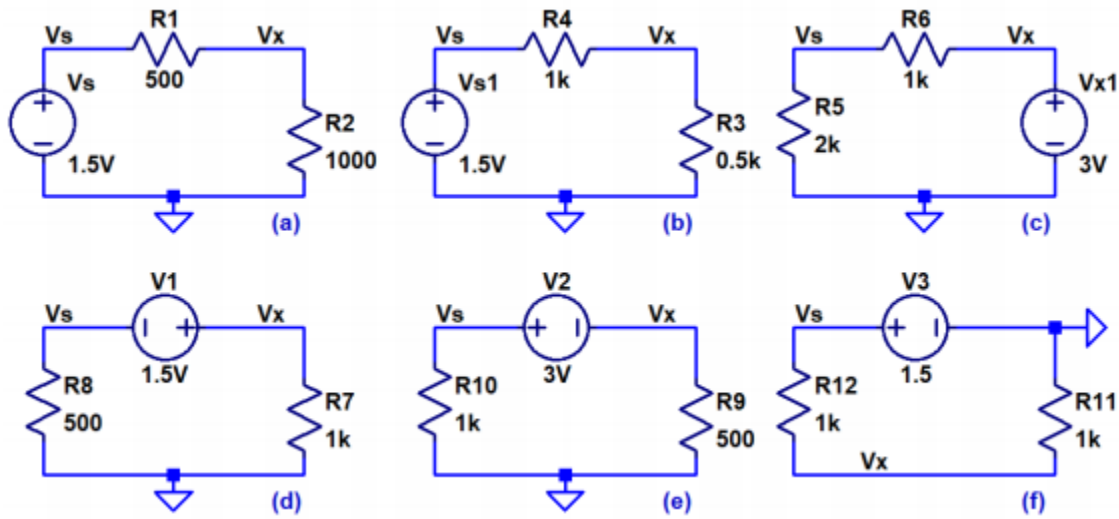 R1
Vs
Vx
Vs
500
+
R2
1000
−
1.5V
(a)
R4
Vs
Vx
Vs1
1k
+
R3
0.5k
−
1.5V
(b)
R6
Vs
Vx
1k
Vx1
R5
2k
+
−
3V
(c)
V1
Vs
Vx
− +
1.5V
R8
500
R7
1k
(d)
V2
Vs
Vx
+ −
3V
R10
1k
R9
500
(e)
V3
Vs
+ −
1.5
R12
1k
R11
1k
Vx
(f)